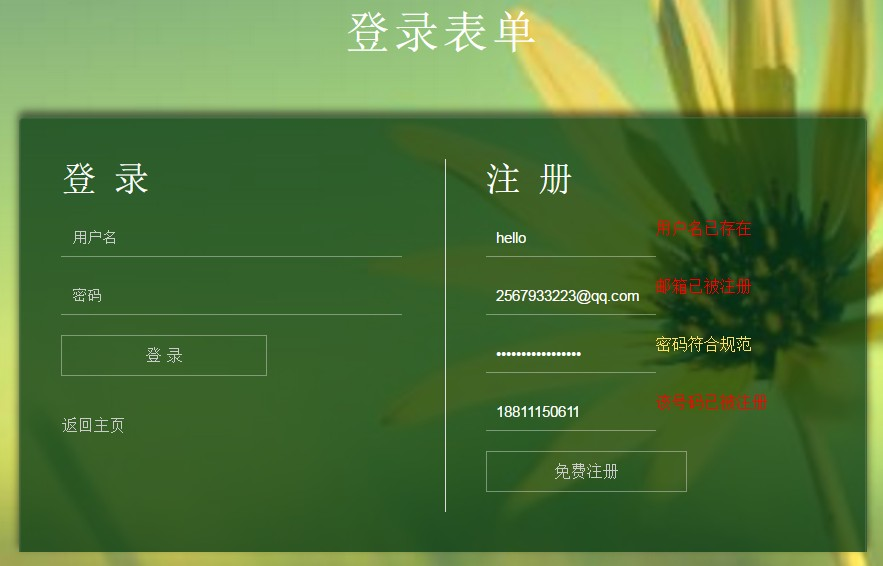 登录表单
登 录
用户名
密码
登 录
返回主页
注 册
hello
用户名已存在
2567933223@qq.com
邮箱已被注册
••••••••••••••••
密码符合规范
18811150611
该号码已被注册
免费注册